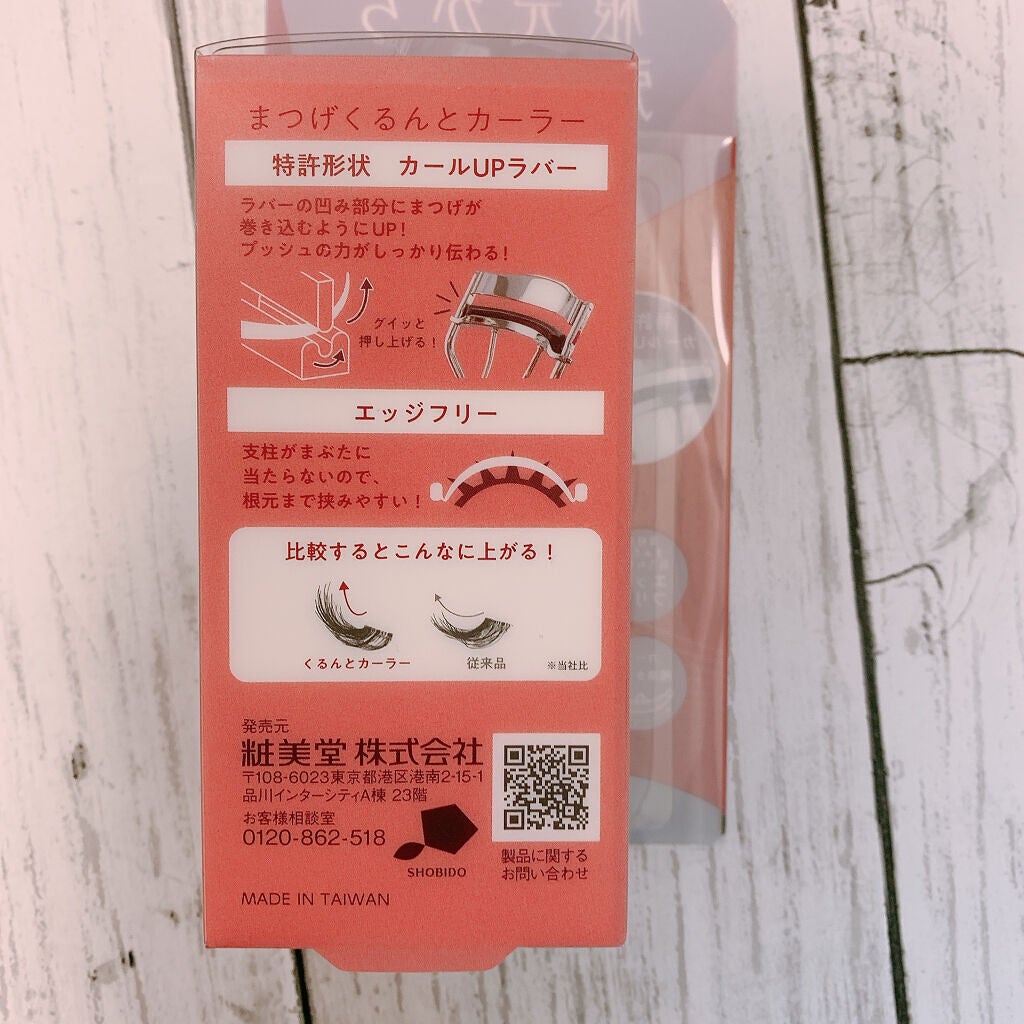 まつげくるんとカーラー
特許形状 カールUPラバー
ラバーの凹み部分にまつげが
巻き込むようにUP!
プッシュの力がしっかり伝わる!
グイッと
押し上げる!
エッジフリー
支柱がまぶたに
当たらないので、
根元まで挟みやすい!
比較するとこんなに上がる!
くるんとカーラー
従来品
※当社比
発売元
粧美堂 株式会社
〒108-6023東京都港区港南2-15-1
品川インターシティA棟 23階
お客様相談室
0120-862-518
SHOBIDO
製品に関する
お問い合わせ
MADE IN TAIWAN
根元から